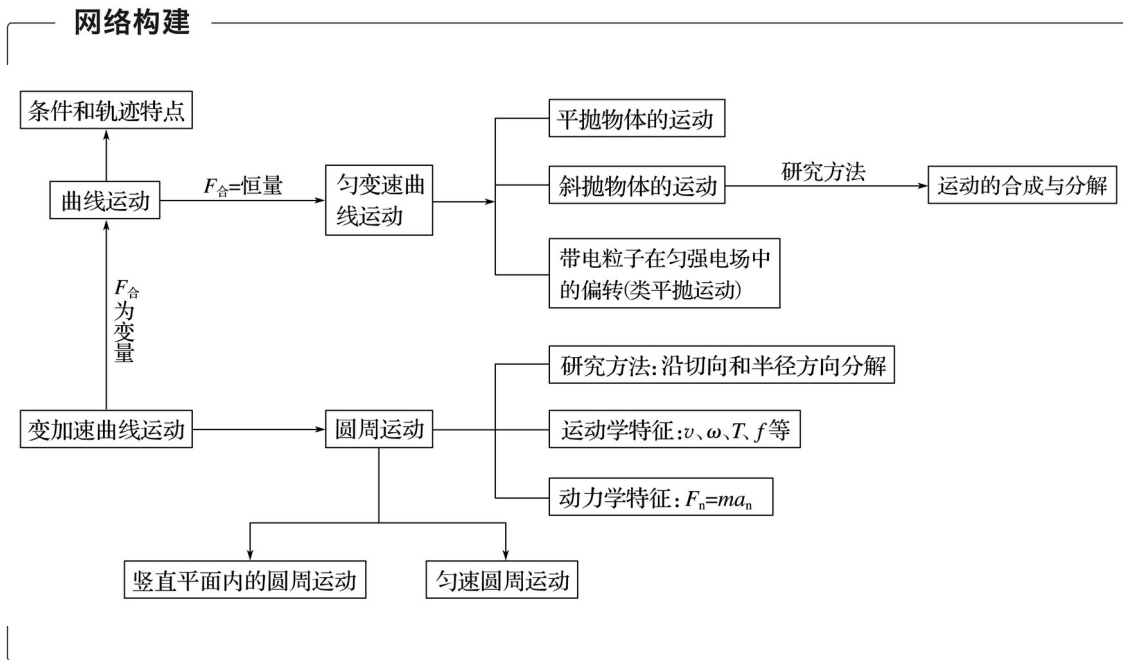 网络构建
条件和轨迹特点
曲线运动
F合=恒量
匀变速曲
线运动
平抛物体的运动
斜抛物体的运动
研究方法
运动的合成与分解
带电粒子在匀强电场中
的偏转(类平抛运动)
F合
为
变
量
变加速曲线运动
圆周运动
研究方法:沿切向和半径方向分解
运动学特征:v、ω、T、f等
动力学特征:Fn=man
竖直平面内的圆周运动
匀速圆周运动